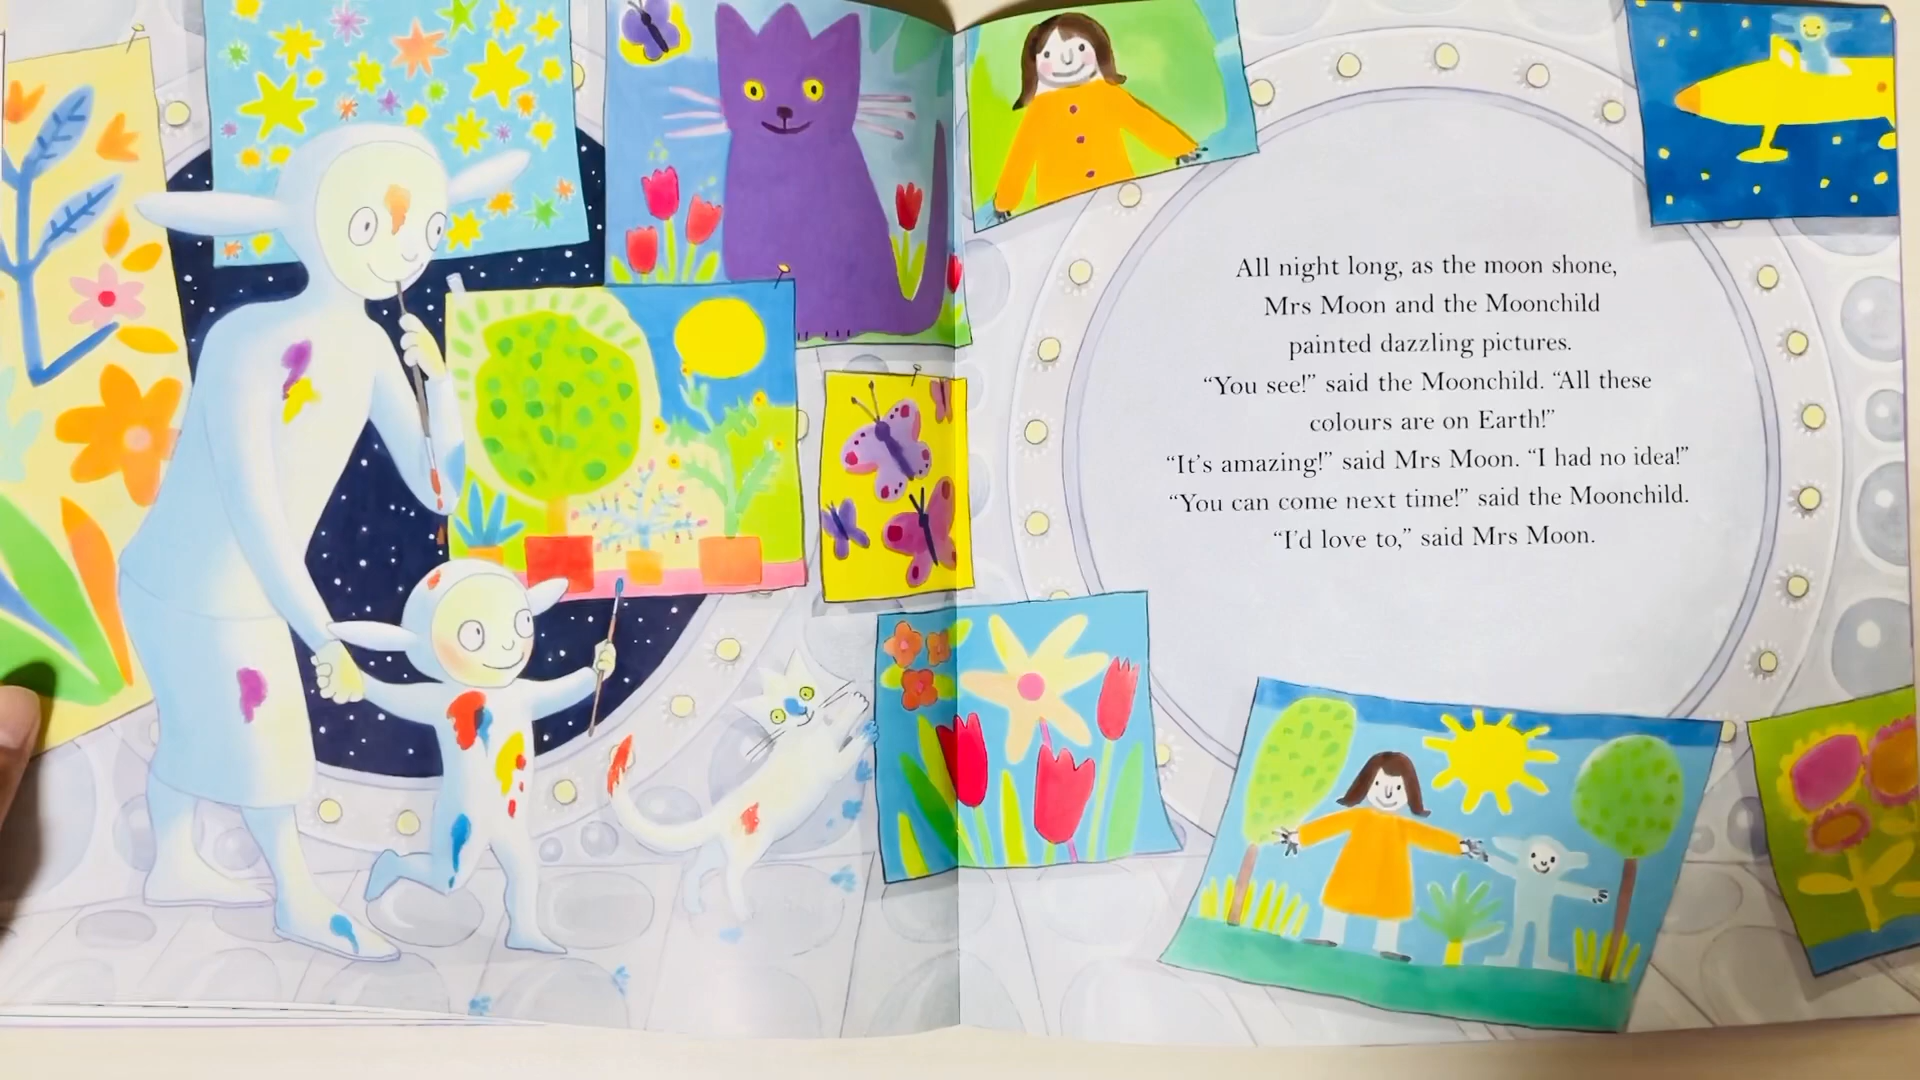 All night long, as the moon shone,
Mrs Moon and the Moonchild
painted dazzling pictures.
“You see!” said the Moonchild. “All these
colours are on Earth!”
“It’s amazing!” said Mrs Moon. “I had no idea!”
“You can come next time!” said the Moonchild.
“I’d love to,” said Mrs Moon.